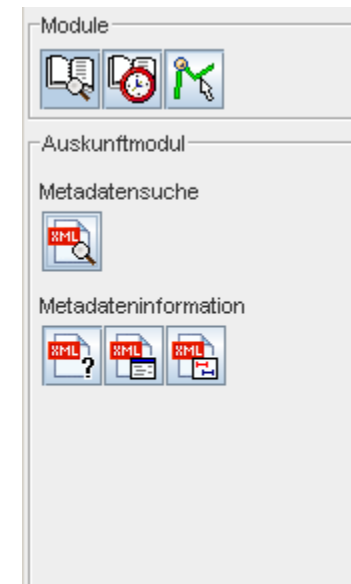 Module
Auskunftmodul
Metadatensuche
XML
Metadateninformation
XML ? XML XML